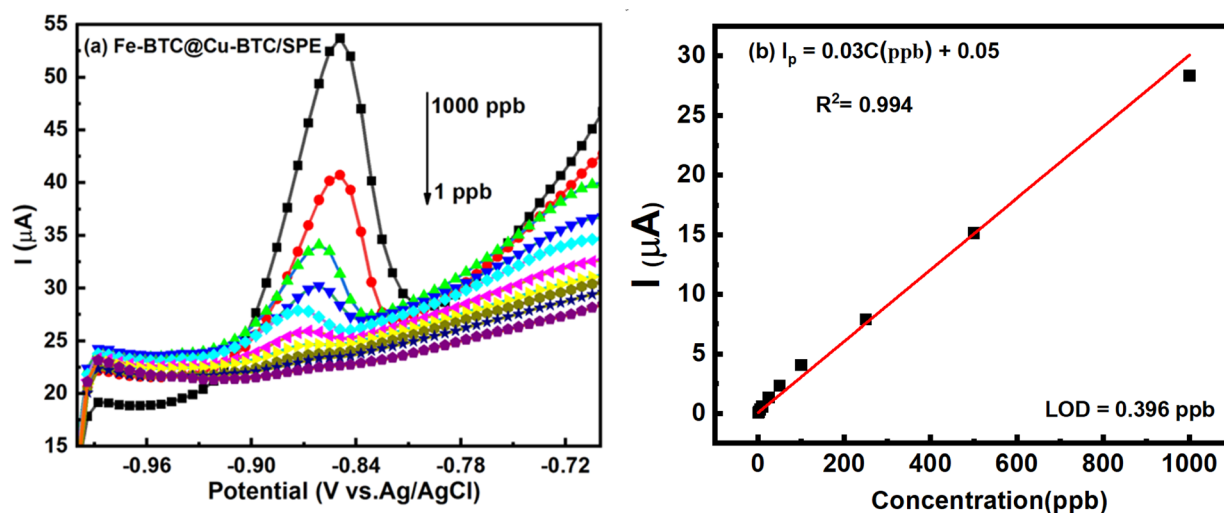 (a) Fe-BTC@Cu-BTC/SPE
1000 ppb
1 ppb
I (μA)
55
50
45
40
35
30
25
20
15
-0.96
-0.90
-0.84
-0.78
-0.72
Potential (V vs.Ag/AgCl)
(b) Iₚ = 0.03C(ppb) + 0.05
R²= 0.994
LOD = 0.396 ppb
I (μA)
30
25
20
15
10
5
0
0
200
400
600
800
1000
Concentration(ppb)